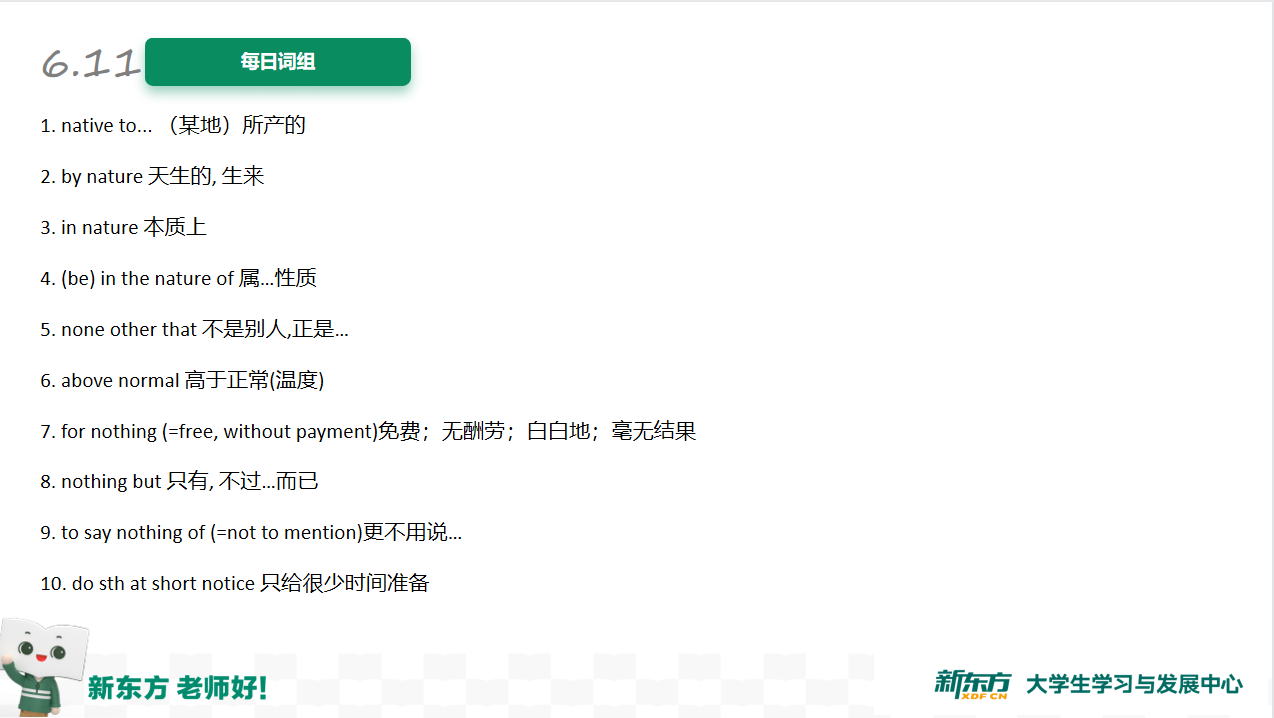 6.11 每日词组
1. native to... （某地）所产的
2. by nature 天生的, 生来
3. in nature 本质上
4. (be) in the nature of 属...性质
5. none other that 不是别人,正是...
6. above normal 高于正常(温度)
7. for nothing (=free, without payment)免费；无酬劳；白白地；毫无结果
8. nothing but 只有, 不过...而已
9. to say nothing of (=not to mention)更不用说...
10. do sth at short notice 只给很少时间准备
新东方 老师好!
新东方 XDF.CN 大学生学习与发展中心